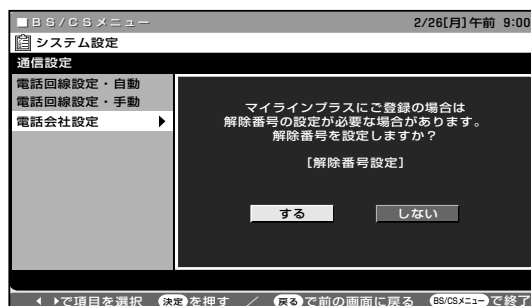 ■BS/CSメニュー 2/26[月]午前 9:00
システム設定
通信設定
電話回線設定・自動
電話回線設定・手動
電話会社設定
マイラインプラスにご登録の場合は
解除番号の設定が必要な場合があります。
解除番号を設定しますか？
[解除番号設定]
する しない
で項目を選択 決定を押す ／ 戻るで前の画面に戻る BS/CSメニューで終了